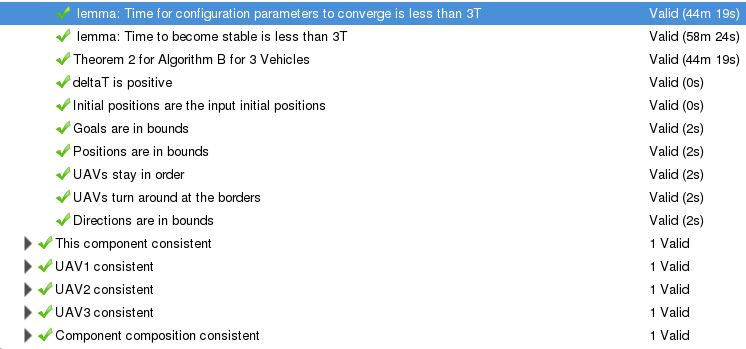 lemma: Time for configuration parameters to converge is less than 3T Valid (44m 19s)
lemma: Time to become stable is less than 3T Valid (58m 24s)
Theorem 2 for Algorithm B for 3 Vehicles Valid (44m 19s)
deltaT is positive Valid (0s)
Initial positions are the input initial positions Valid (0s)
Goals are in bounds Valid (2s)
Positions are in bounds Valid (2s)
UAVs stay in order Valid (2s)
UAVs turn around at the borders Valid (2s)
Directions are in bounds Valid (2s)
This component consistent 1 Valid
UAV1 consistent 1 Valid
UAV2 consistent 1 Valid
UAV3 consistent 1 Valid
Component composition consistent 1 Valid